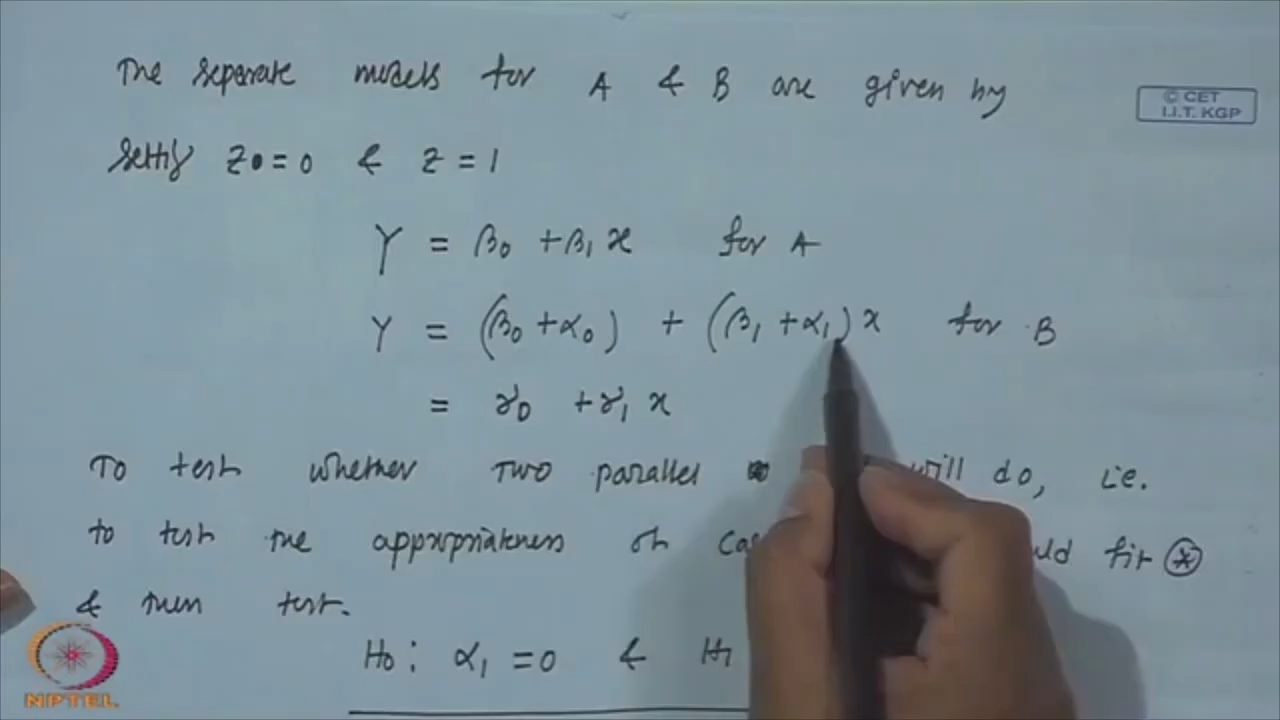 The separate models for A & B are given by
© CET
I.I.T. KGP
setting Z = 0 & Z = 1
Y = β₀ + β₁ x for A
Y = (β₀ + α₀) + (β₁ + α₁) x for B
= γ₀ + γ₁ x
To test whether two parallel will do, i.e.
to test the appropriateness of fit ⊛
& then test.
H₀ : α₁ = 0 & H₁
NPTEL